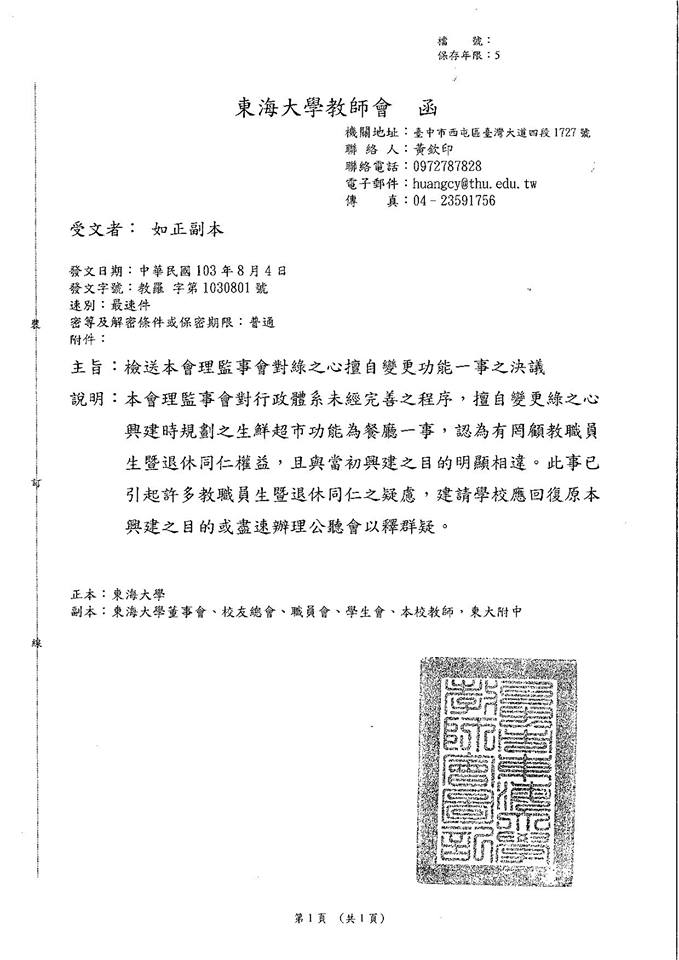 檔　　號：
保存年限：5
東海大學教師會　函
機關地址：臺中市西屯區臺灣大道四段1727號
聯 絡 人：黃欽印
聯絡電話：0972787828
電子郵件：huangcy@thu.edu.tw
傳　　真：04-23591756
受文者：　如正副本
發文日期：中華民國103年8月4日
發文字號：教羅 字第1030801號
速別：最速件
密等及解密條件或保密期限：普通
附件：
主旨：檢送本會理監事會對綠之心擅自變更功能一事之決議
說明：本會理監事會對行政體系未經完善之程序，擅自變更綠之心
興建時規劃之生鮮超市功能為餐廳一事，認為有罔顧教職員
生暨退休同仁權益，且與當初興建之目的明顯相違。此事已
引起許多教職員生暨退休同仁之疑慮，建請學校應回復原本
興建之目的或盡速辦理公聽會以釋群疑。
正本：東海大學
副本：東海大學董事會、校友總會、職員會、學生會、本校教師，東大附中
裝
訂
線
第1頁　（共1頁）